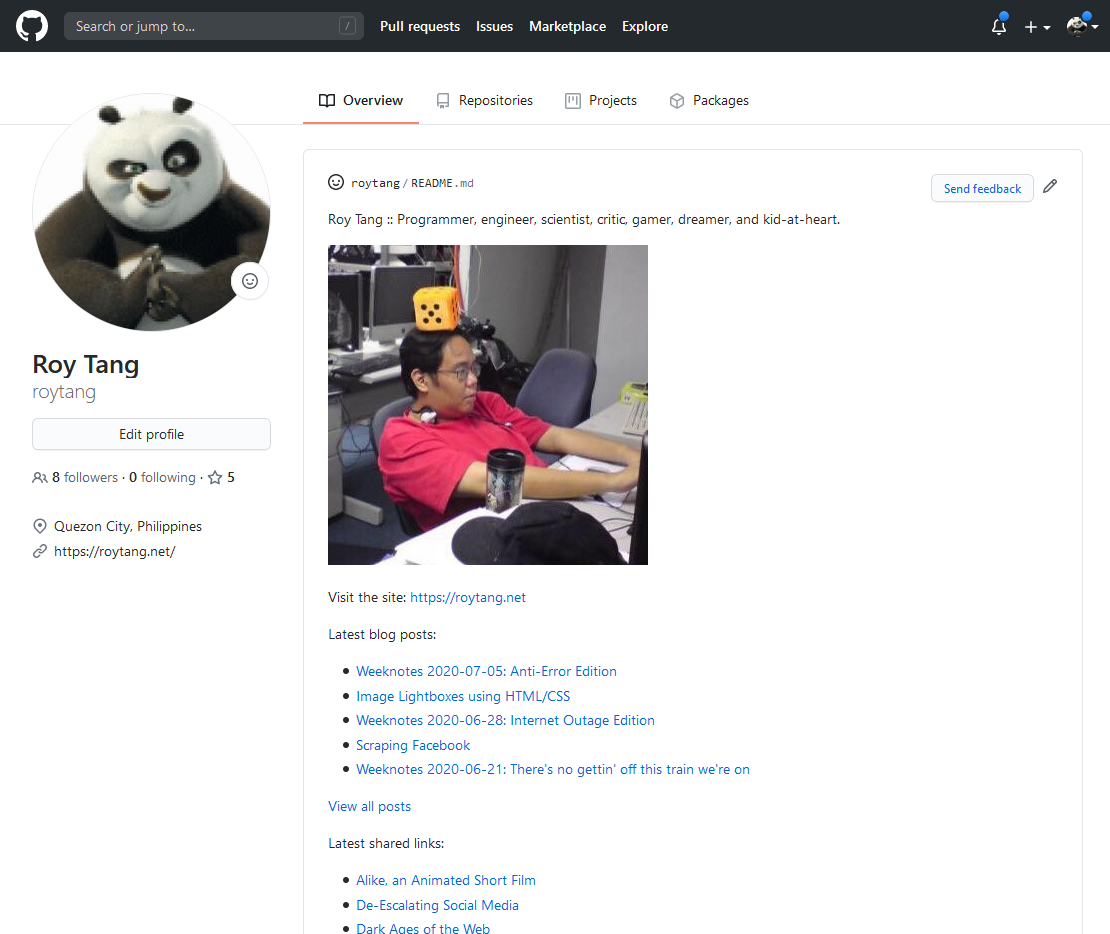 Search or jump to... /
Pull requests Issues Marketplace Explore
Overview Repositories Projects Packages
roytang/README.md
Send feedback
Roy Tang :: Programmer, engineer, scientist, critic, gamer, dreamer, and kid-at-heart.
Roy Tang
roytang
Edit profile
8 followers · 0 following · 5
Quezon City, Philippines
https://roytang.net/
Visit the site: https://roytang.net
Latest blog posts:
Weeknotes 2020-07-05: Anti-Error Edition
Image Lightboxes using HTML/CSS
Weeknotes 2020-06-28: Internet Outage Edition
Scraping Facebook
Weeknotes 2020-06-21: There's no gettin' off this train we're on
View all posts
Latest shared links:
Alike, an Animated Short Film
De-Escalating Social Media
Dark Ages of the Web